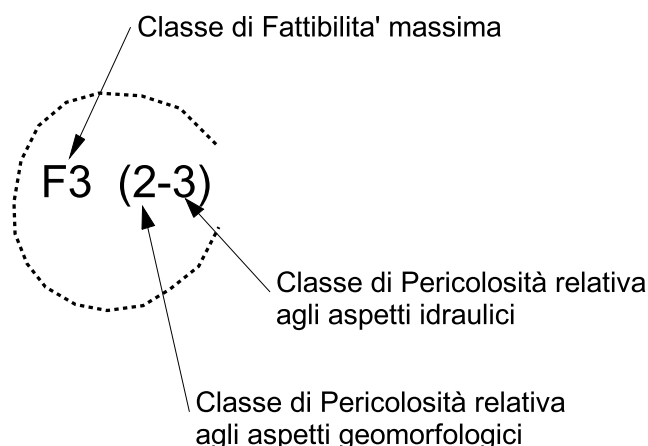 Classe di Fattibilita' massima
F3 (2-3)
Classe di Pericolosità relativa
agli aspetti idraulici
Classe di Pericolosità relativa
agli aspetti geomorfologici